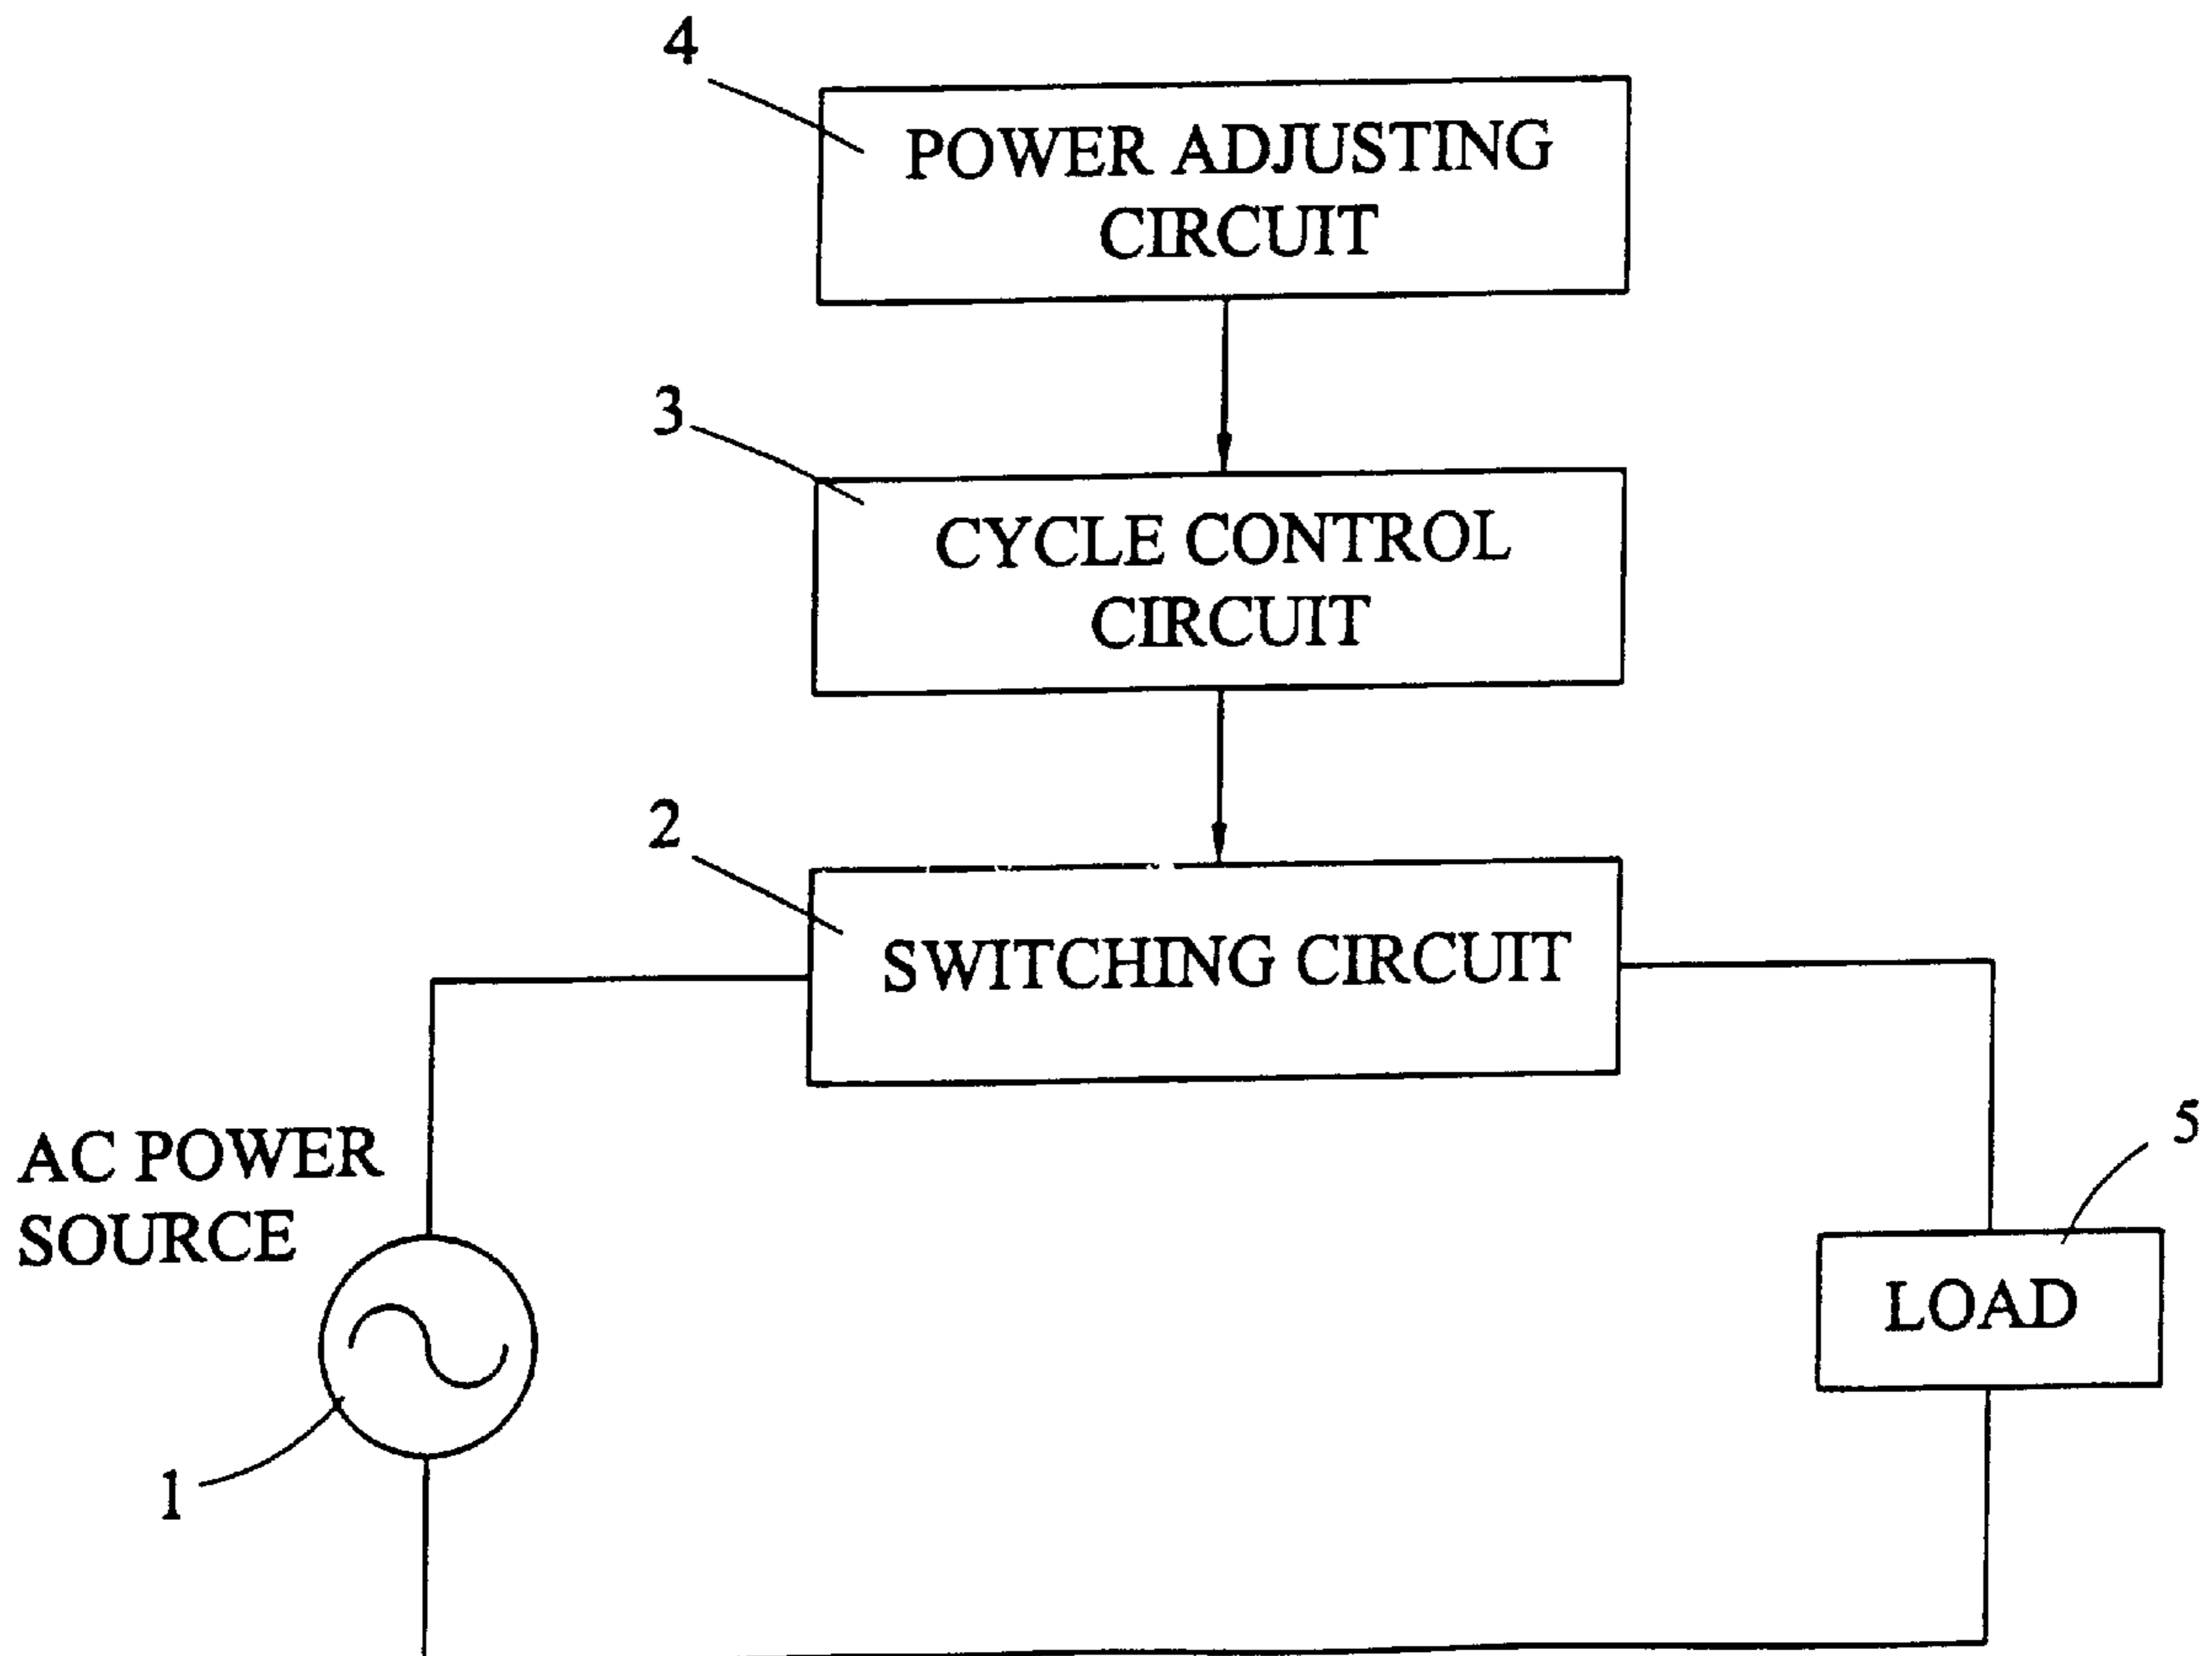 4
POWER ADJUSTING
CIRCUIT
3
CYCLE CONTROL
CIRCUIT
2
SWITCHING CIRCUIT
AC POWER
SOURCE
5
LOAD
1